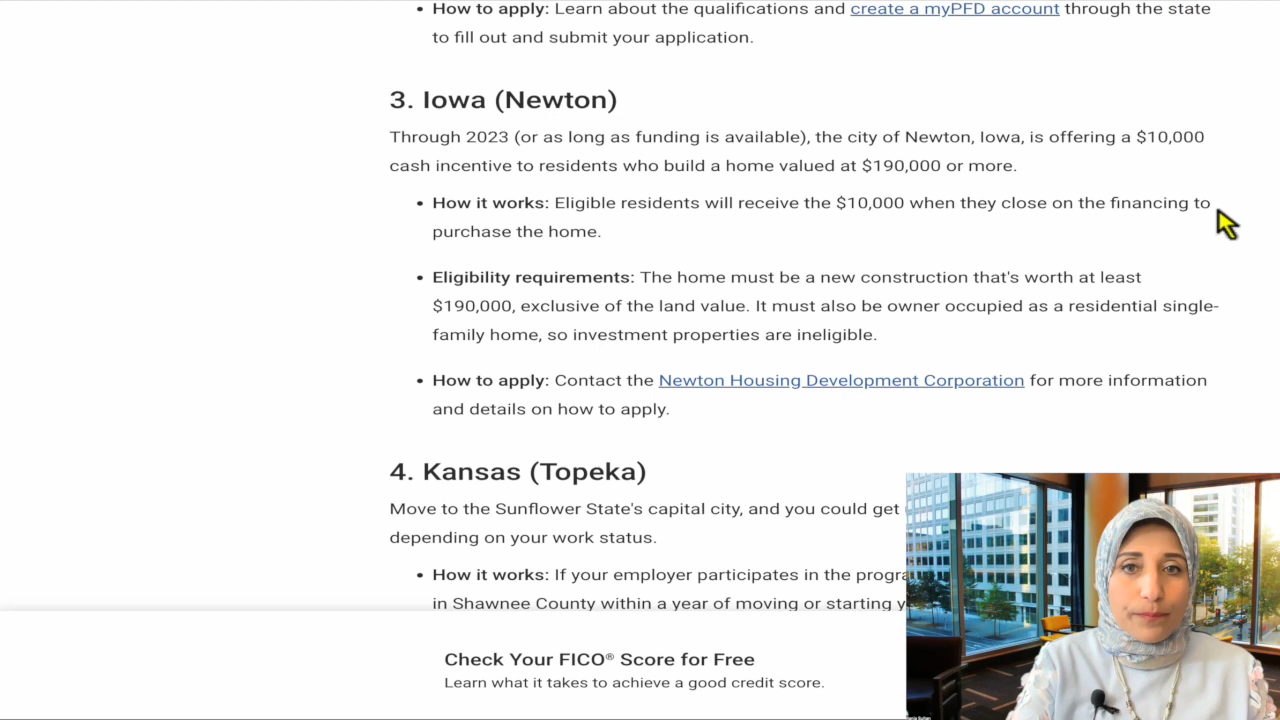 • How to apply: Learn about the qualifications and create a myPFD account through the state
to fill out and submit your application.
3. Iowa (Newton)
Through 2023 (or as long as funding is available), the city of Newton, Iowa, is offering a $10,000
cash incentive to residents who build a home valued at $190,000 or more.
• How it works: Eligible residents will receive the $10,000 when they close on the financing to
purchase the home.
• Eligibility requirements: The home must be a new construction that's worth at least
$190,000, exclusive of the land value. It must also be owner occupied as a residential single-
family home, so investment properties are ineligible.
• How to apply: Contact the Newton Housing Development Corporation for more information
and details on how to apply.
4. Kansas (Topeka)
Move to the Sunflower State's capital city, and you could get
depending on your work status.
• How it works: If your employer participates in the progra
in Shawnee County within a year of moving or starting y
Check Your FICO® Score for Free
Learn what it takes to achieve a good credit score.